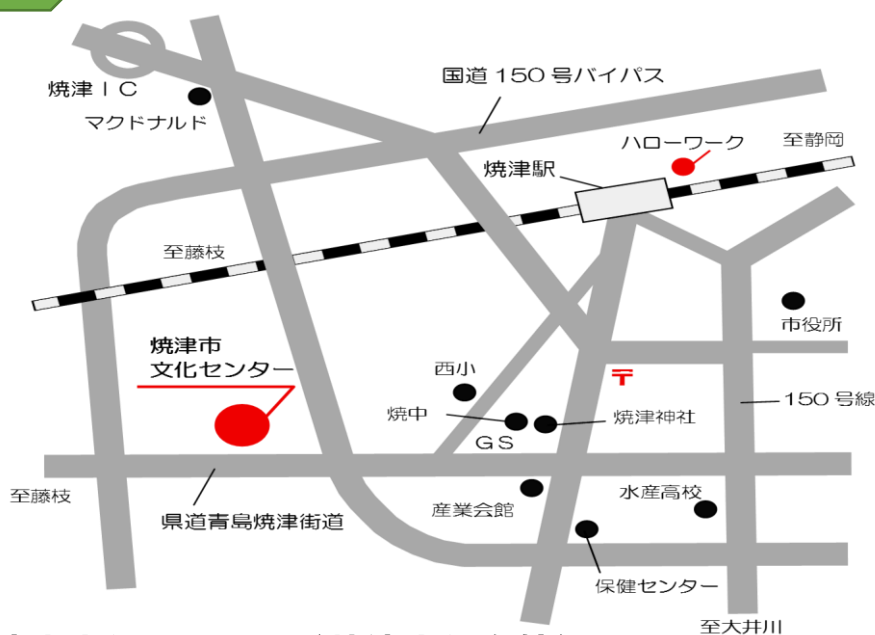 国道150号バイパス
焼津IC
マクドナルド
ハローワーク
至静岡
焼津駅
至藤枝
市役所
焼津市
文化センター
西小
〒
150号線
焼中
焼津神社
GS
至藤枝
産業会館
水産高校
県道青島焼津街道
保健センター
至大井川